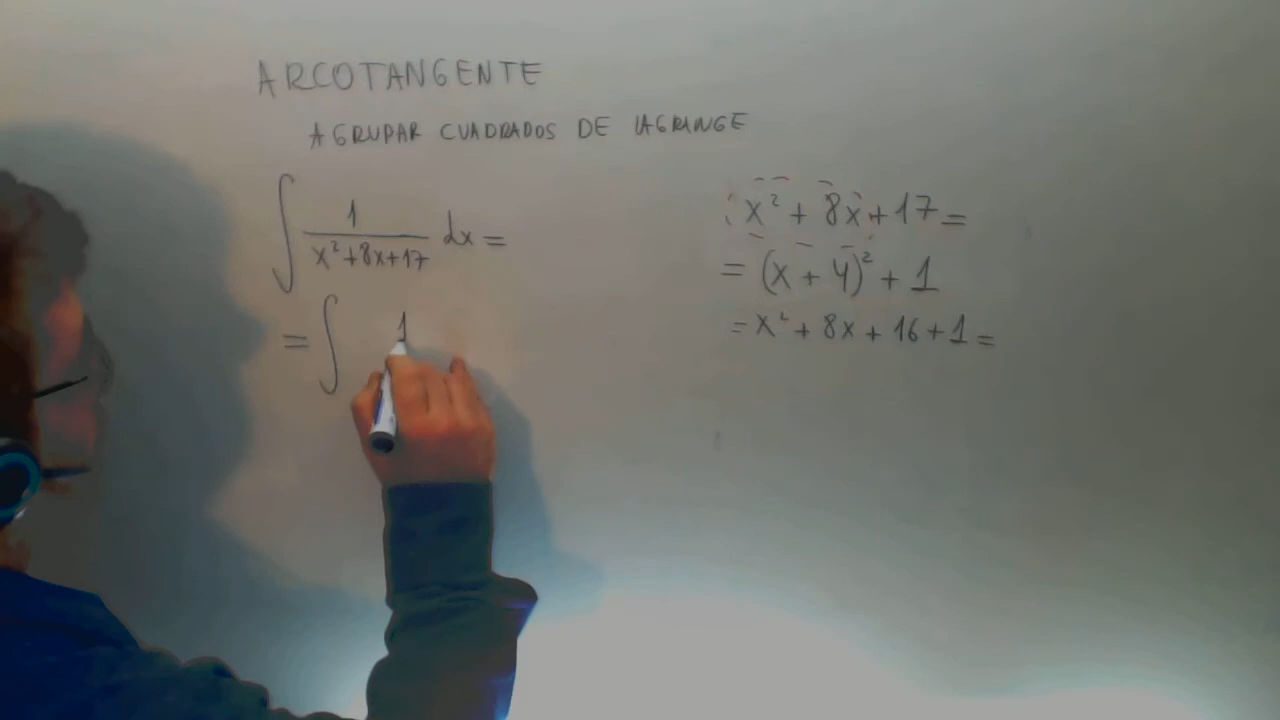 ARCOTANGENTE
AGRUPAR CUADRADOS DE LAGRANGE
∫ 1/(x²+8x+17) dx =
= ∫ 1
x² + 8x + 17 =
= (x + 4)² + 1
= x² + 8x + 16 + 1 =